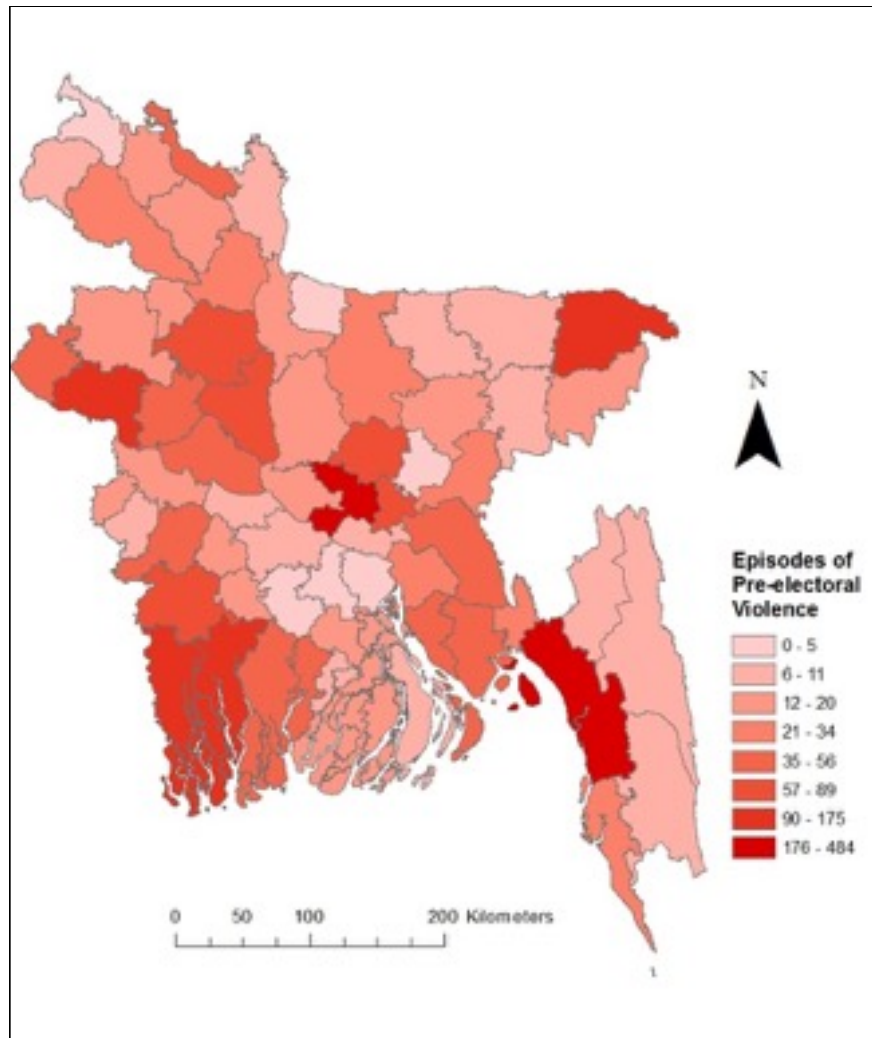 N
Episodes of
Pre-electoral
Violence
0 - 5
6 - 11
12 - 20
21 - 34
35 - 56
57 - 89
90 - 175
176 - 484
0 50 100 200 Kilometers